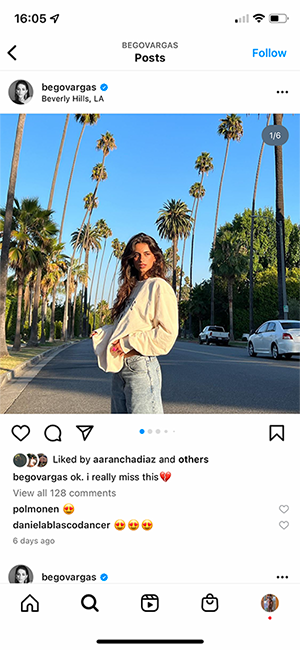 16:05
BEGOVARGAS
Posts
Follow
begovargas
Beverly Hills, LA
1/6
Liked by aaranchadiaz and others
begovargas ok. i really miss this💔
View all 128 comments
polmonen 😍
danielablascodancer 😍😍😍
6 days ago
begovargas